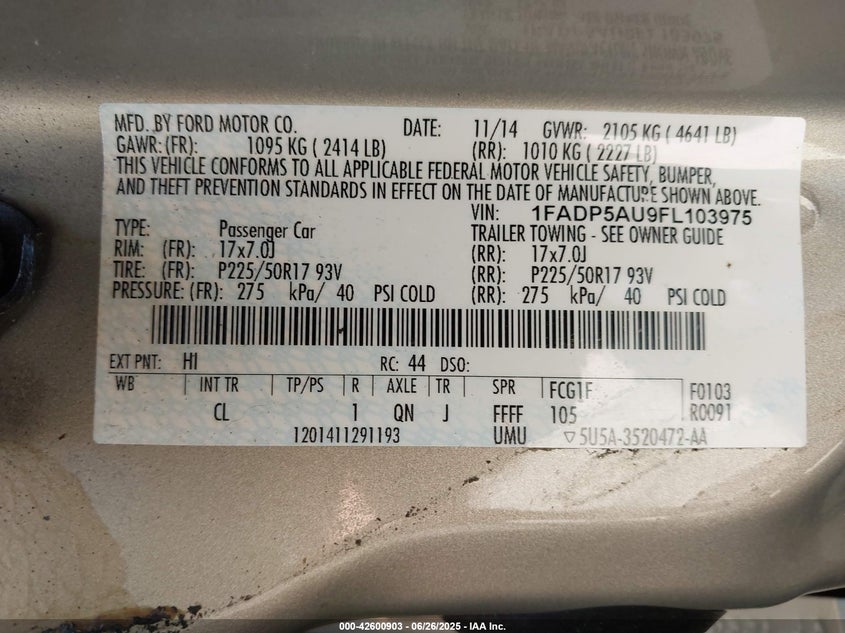 MFD. BY FORD MOTOR CO. DATE: 11/14 GVWR: 2105 KG ( 4641 LB)
GAWR: (FR): 1095 KG ( 2414 LB) (RR): 1010 KG ( 2227 LB)
THIS VEHICLE CONFORMS TO ALL APPLICABLE FEDERAL MOTOR VEHICLE SAFETY, BUMPER,
AND THEFT PREVENTION STANDARDS IN EFFECT ON THE DATE OF MANUFACTURE SHOWN ABOVE.
VIN: 1FADP5AU9FL103975
TYPE: Passenger Car TRAILER TOWING - SEE OWNER GUIDE
RIM: (FR): 17x7.0J (RR): 17x7.0J
TIRE: (FR): P225/50R17 93V (RR): P225/50R17 93V
PRESSURE: (FR): 275 kPa/ 40 PSI COLD (RR): 275 kPa/ 40 PSI COLD
EXT PNT: HI RC: 44 DSO:
WB INT TR TP/PS R AXLE TR SPR FCG1F F0103
CL 1 QN J FFFF 105 R0091
1201411291193 UMU ▽5U5A-3520472-AA
000-42600903 - 06/26/2025 - IAA Inc.